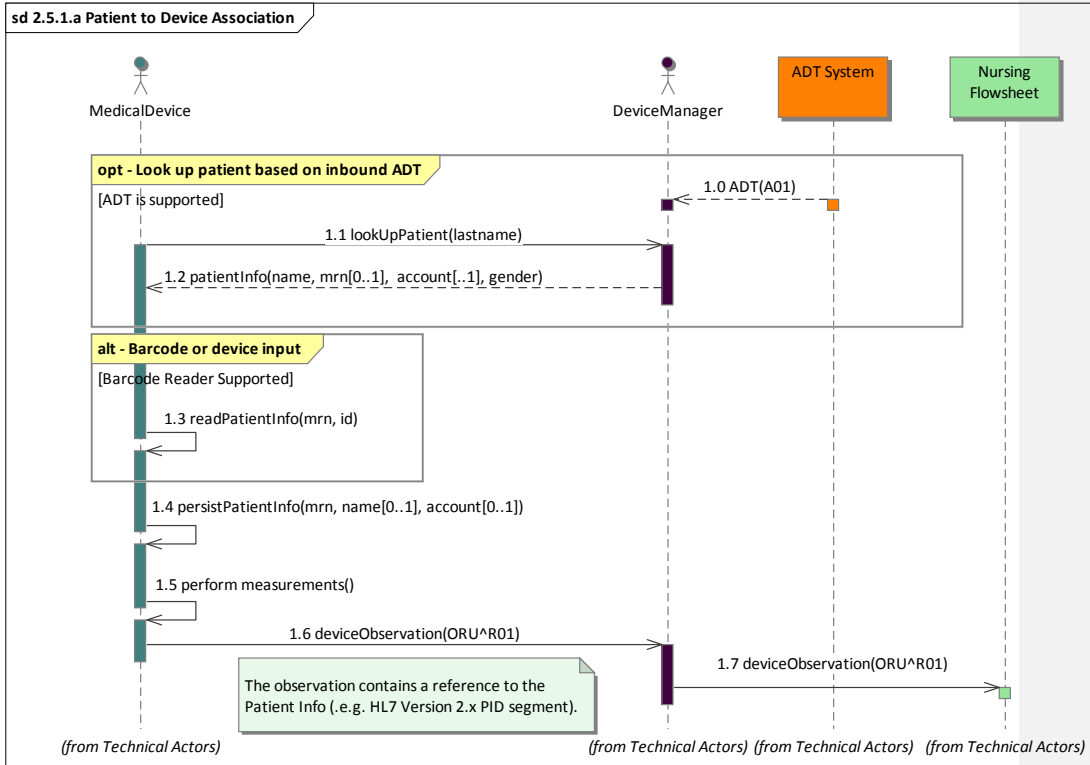 sd 2.5.1.a Patient to Device Association
MedicalDevice
DeviceManager
ADT System
Nursing
Flowsheet
opt - Look up patient based on inbound ADT
[ADT is supported]
1.0 ADT(A01)
1.1 lookUpPatient(lastname)
1.2 patientInfo(name, mrn[0..1],  account[..1], gender)
alt - Barcode or device input
[Barcode Reader Supported]
1.3 readPatientInfo(mrn, id)
1.4 persistPatientInfo(mrn, name[0..1], account[0..1])
1.5 perform measurements()
1.6 deviceObservation(ORU^R01)
1.7 deviceObservation(ORU^R01)
The observation contains a reference to the
Patient Info (.e.g. HL7 Version 2.x PID segment).
(from Technical Actors)
(from Technical Actors)
(from Technical Actors)
(from Technical Actors)